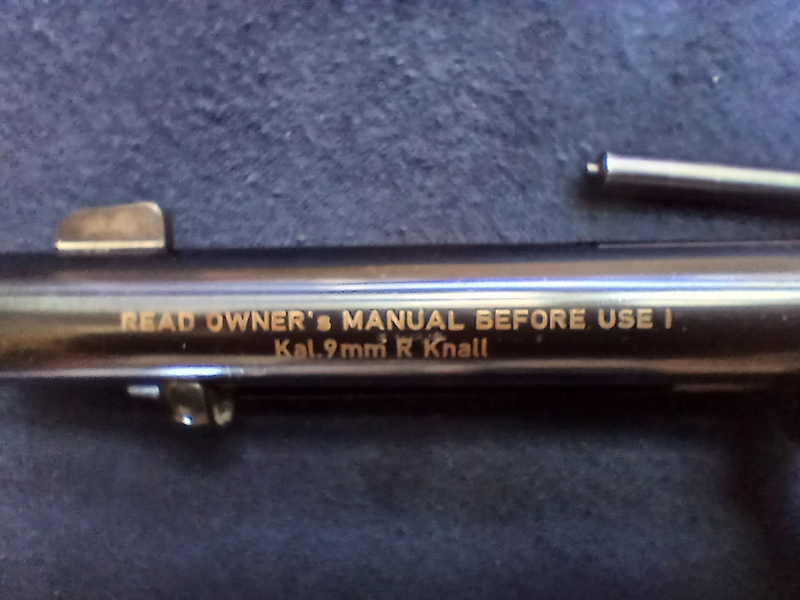 READ OWNER's MANUAL BEFORE USE !
Kal.9mm R Knall